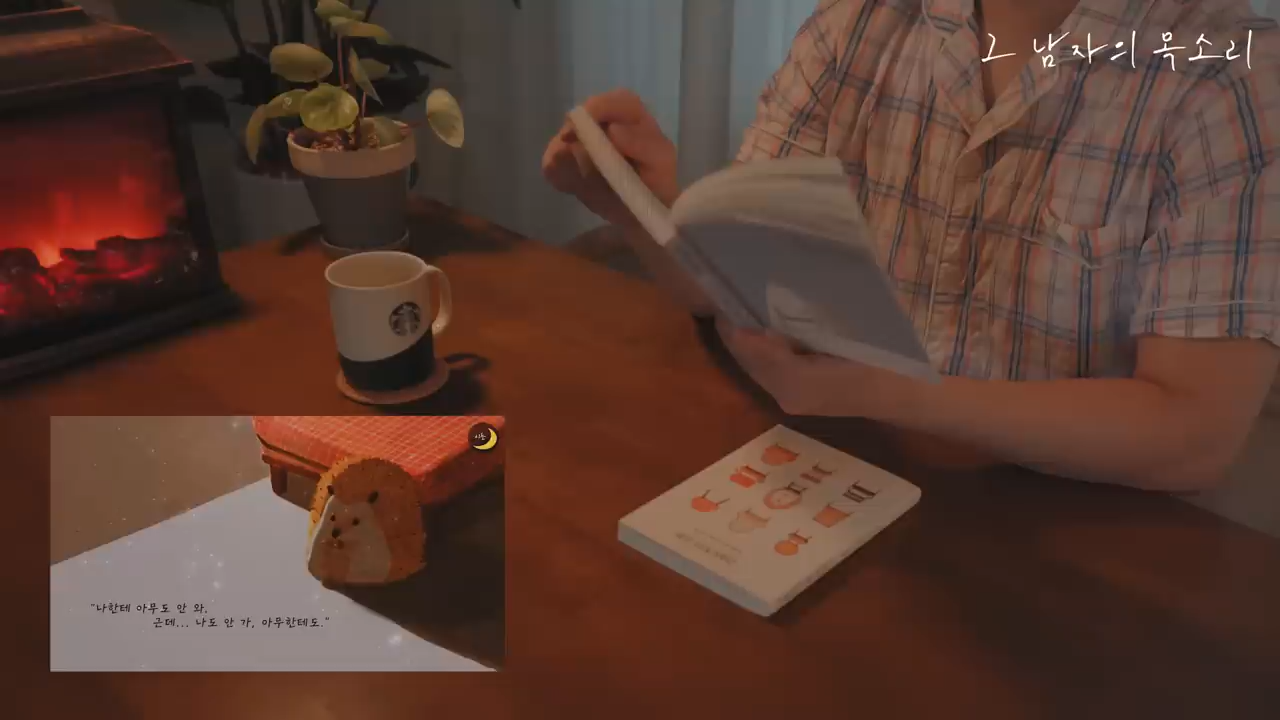 그 남자의 목소리
"나한테 아무도 안 와.
근데... 나도 안 가, 아무한테도."